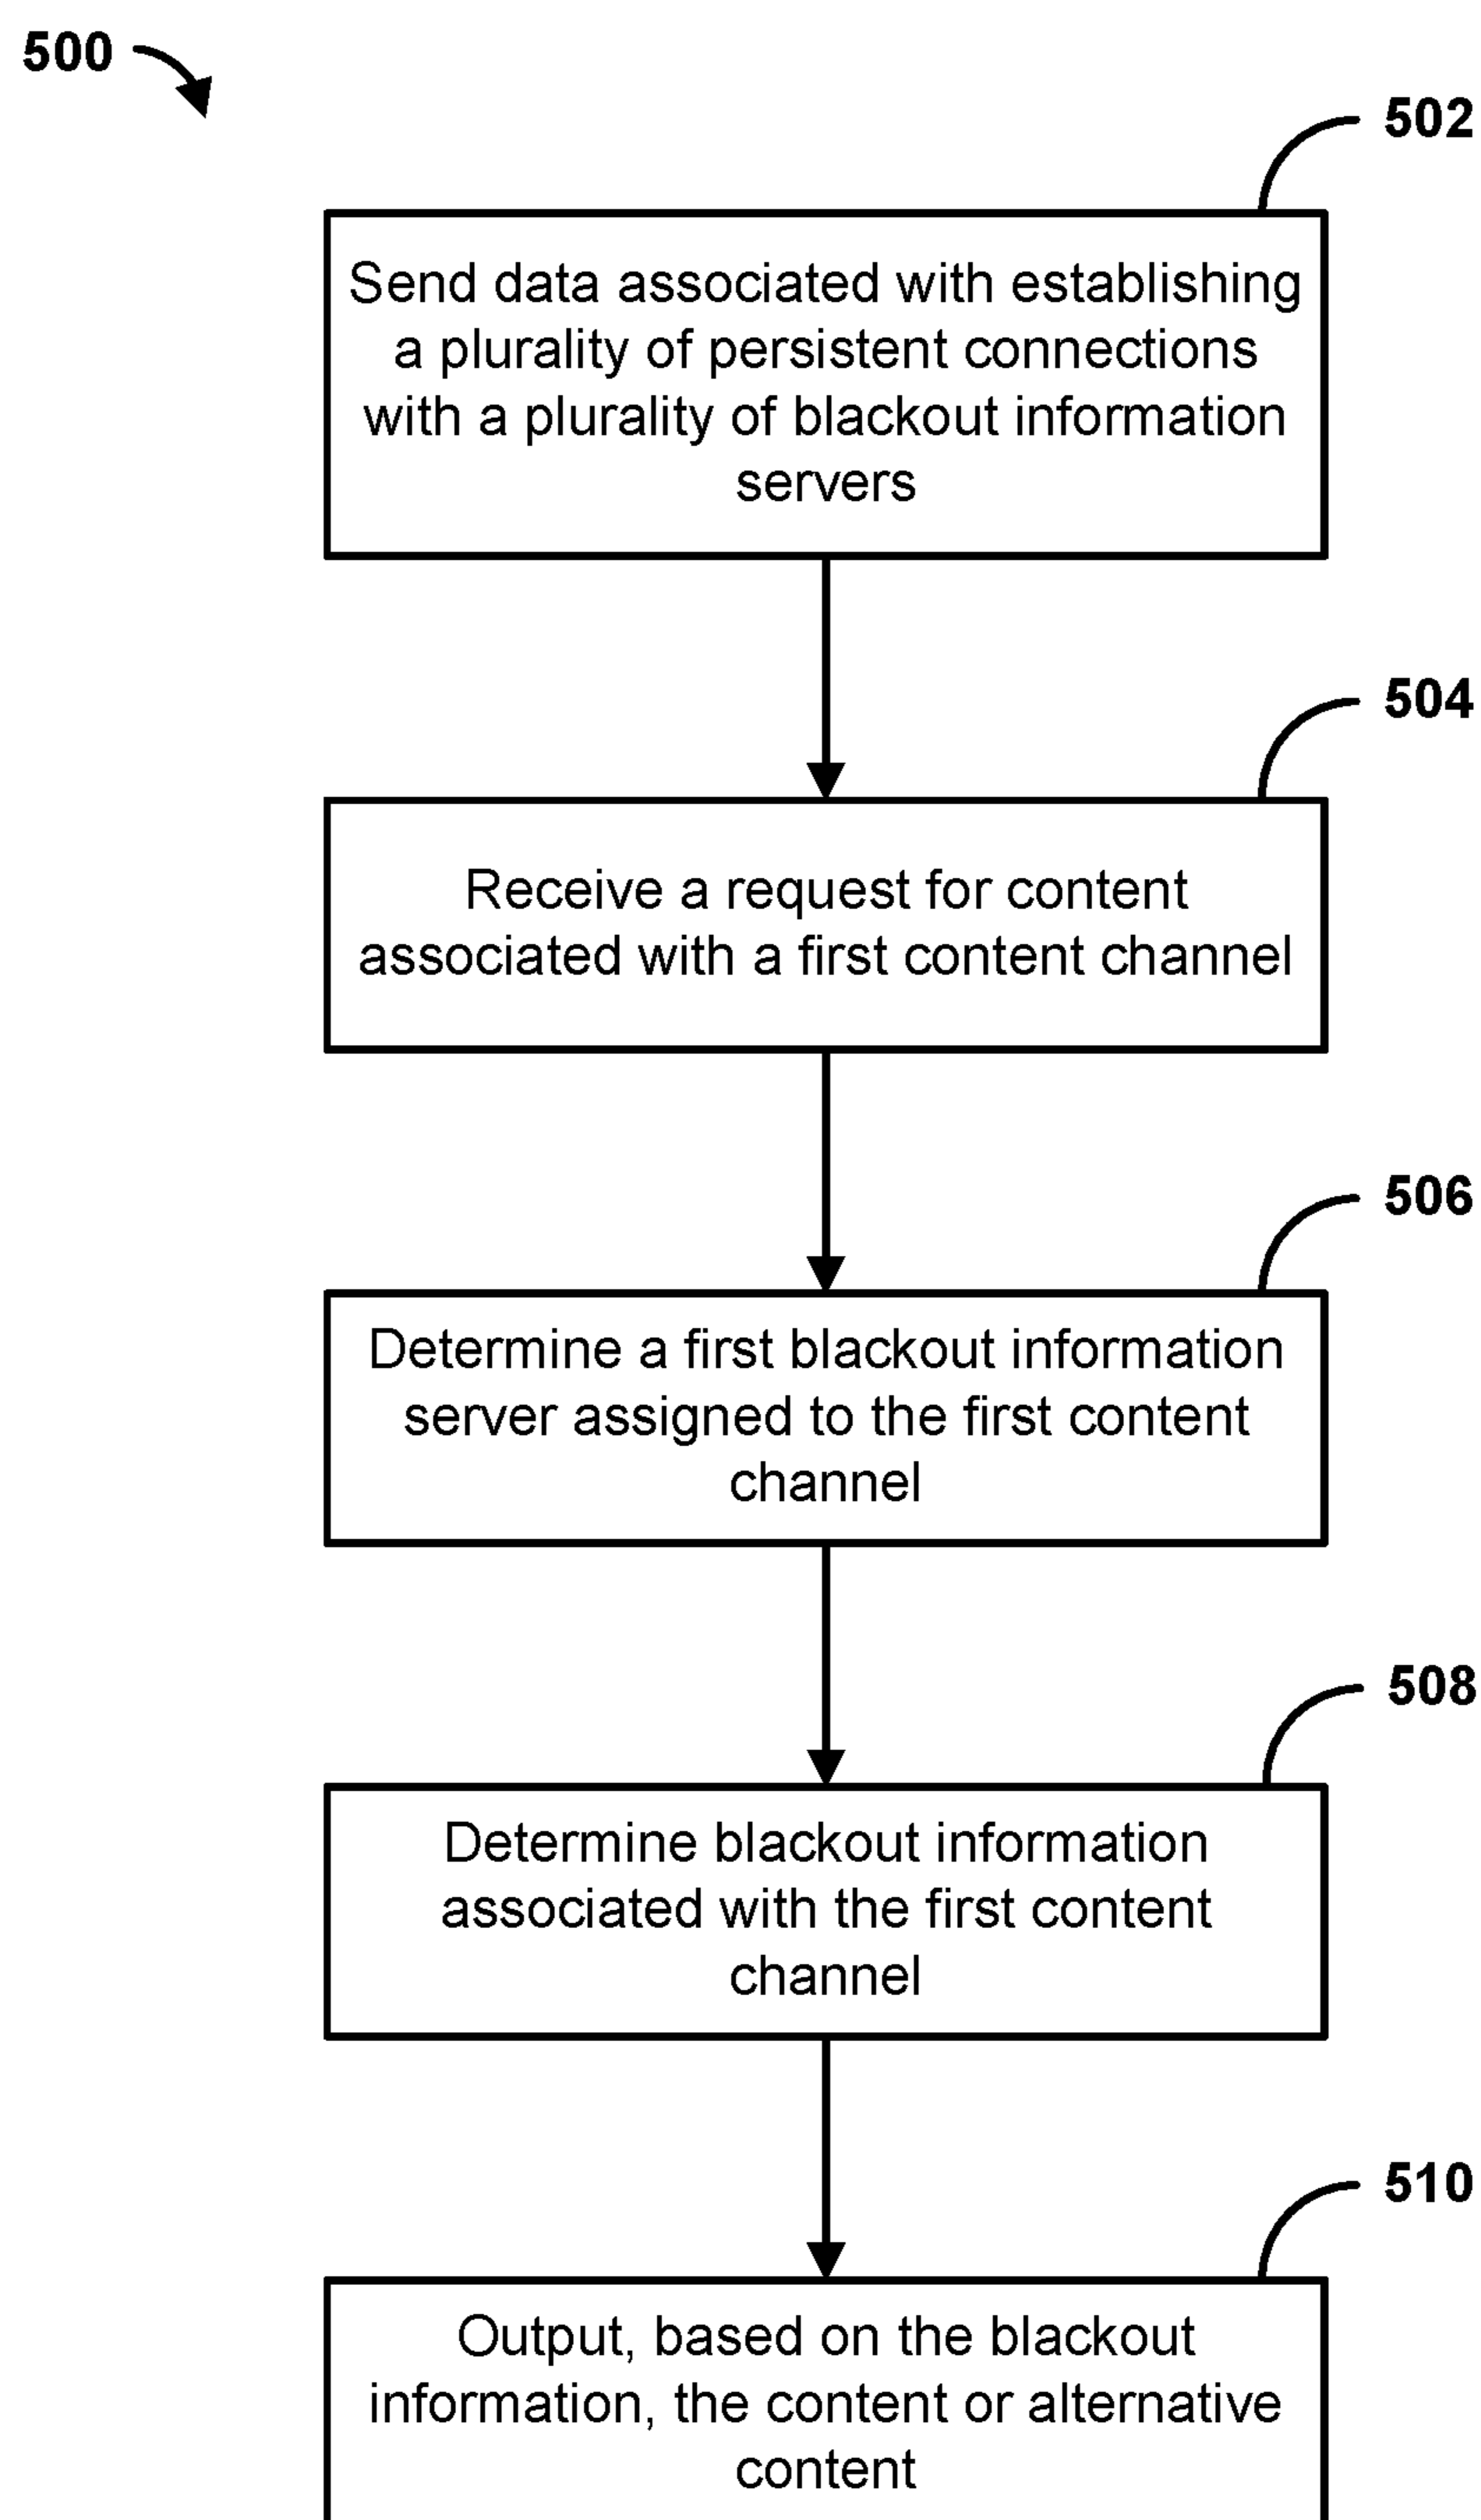 500
502
Send data associated with establishing
a plurality of persistent connections
with a plurality of blackout information
servers
504
Receive a request for content
associated with a first content channel
506
Determine a first blackout information
server assigned to the first content
channel
508
Determine blackout information
associated with the first content
channel
510
Output, based on the blackout
information, the content or alternative
content